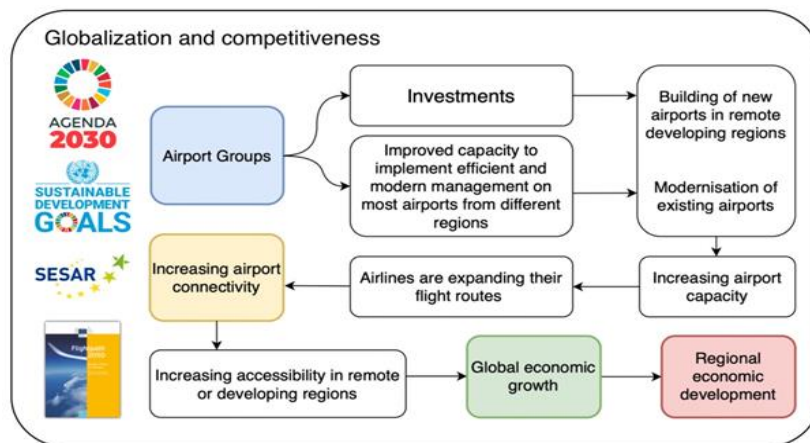 Globalization and competitiveness
AGENDA
2030
SUSTAINABLE
DEVELOPMENT
GOALS
SESAR
Airport Groups
Investments
Improved capacity to
implement efficient and
modern management on
most airports from different
regions
Building of new
airports in remote
developing regions
Modernisation of
existing airports
Increasing airport
connectivity
Airlines are expanding their
flight routes
Increasing airport
capacity
Increasing accessibility in remote
or developing regions
Global economic
growth
Regional
economic
development